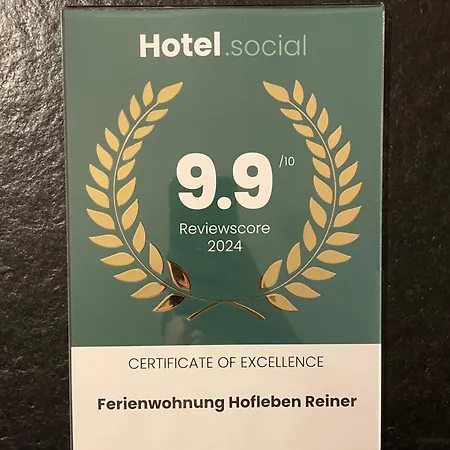 Hotel.social
9.9 /10
Reviewscore
2024
CERTIFICATE OF EXCELLENCE
Ferienwohnung Hofleben Reiner